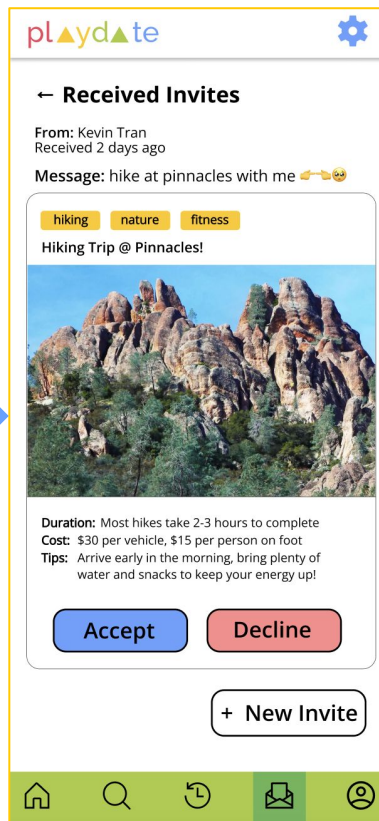 playdate
← Received Invites
From: Kevin Tran
Received 2 days ago
Message: hike at pinnacles with me 👉👈🥺
hiking nature fitness
Hiking Trip @ Pinnacles!
Duration: Most hikes take 2-3 hours to complete
Cost: $30 per vehicle, $15 per person on foot
Tips: Arrive early in the morning, bring plenty of
water and snacks to keep your energy up!
Accept Decline
+ New Invite